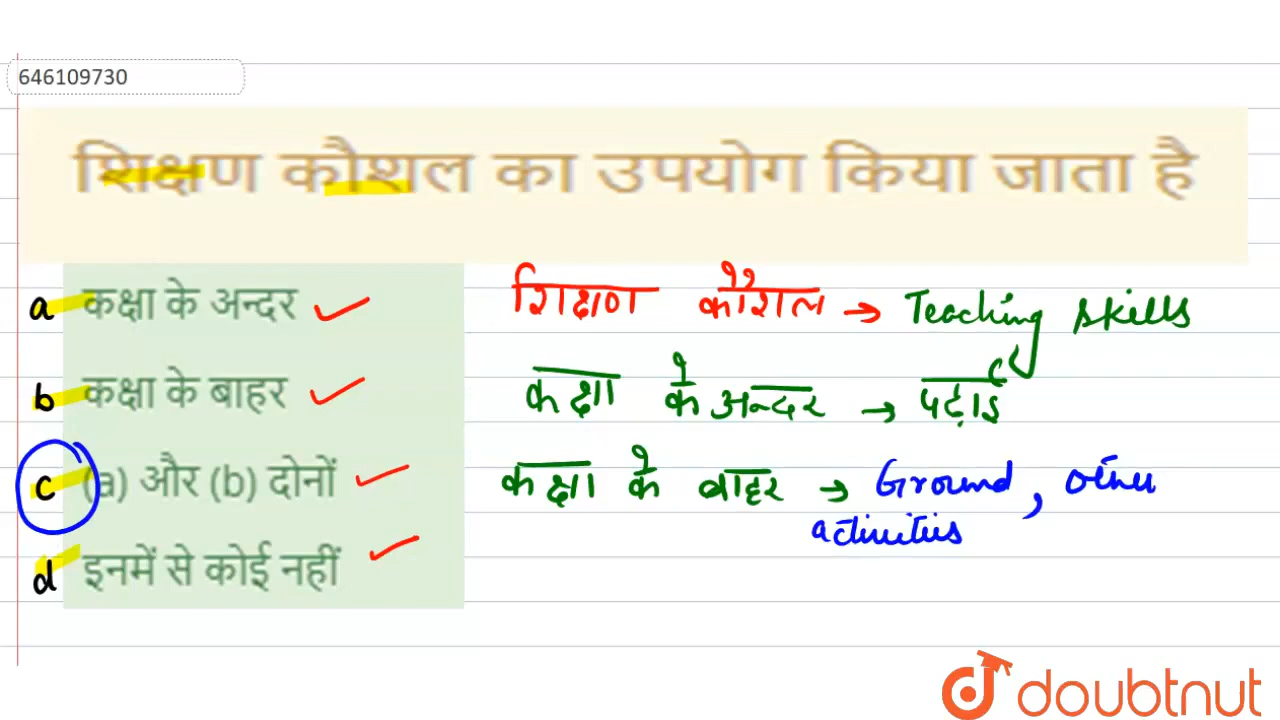 646109730
शिक्षण कौशल का उपयोग किया जाता है
a कक्षा के अन्दर
b कक्षा के बाहर
c (a) और (b) दोनों
d इनमें से कोई नहीं
शिक्षण कौशल → Teaching skills
कक्षा के अन्दर → पढ़ाई
कक्षा के बाहर → Ground, other
activities
doubtnut